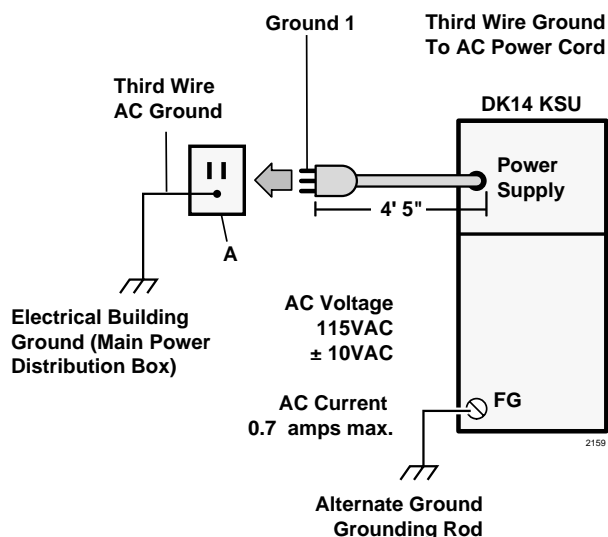 Ground 1
Third Wire Ground
To AC Power Cord
Third Wire
AC Ground
DK14 KSU
Power
Supply
4' 5"
A
Electrical Building
Ground (Main Power
Distribution Box)
AC Voltage
115VAC
± 10VAC
AC Current
0.7 amps max.
FG
2159
Alternate Ground
Grounding Rod